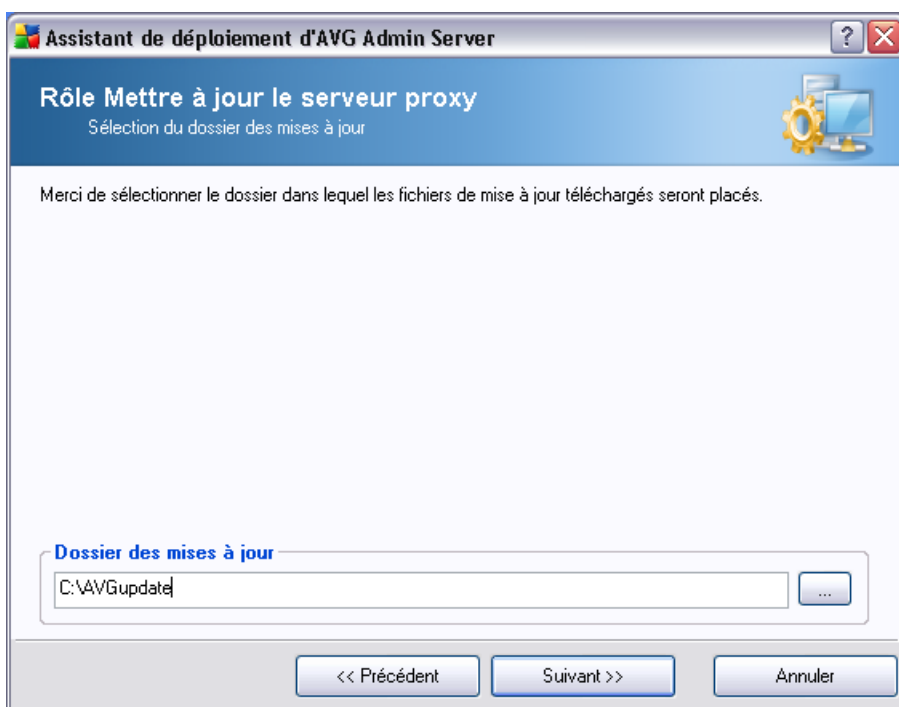 Assistant de déploiement d'AVG Admin Server
?
Rôle Mettre à jour le serveur proxy
Sélection du dossier des mises à jour
Merci de sélectionner le dossier dans lequel les fichiers de mise à jour téléchargés seront placés.
Dossier des mises à jour
C:\AVGupdate
...
<< Précédent
Suivant >>
Annuler